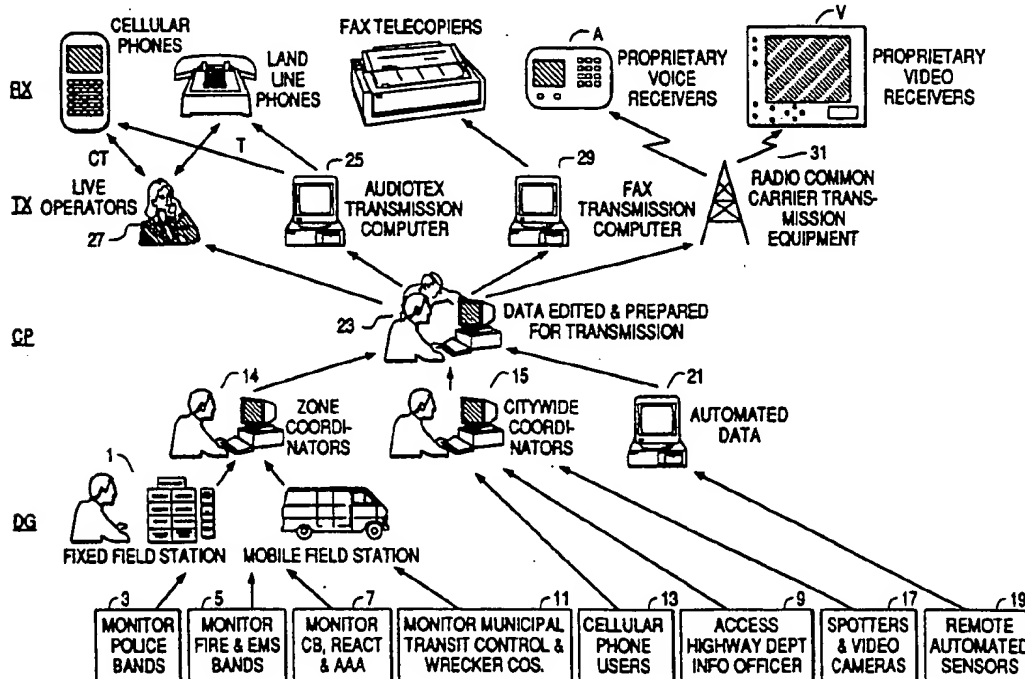 CELLULAR
PHONES
LAND
LINE
PHONES
FAX TELECOPIERS
A
PROPRIETARY
VOICE
RECEIVERS
V
PROPRIETARY
VIDEO
RECEIVERS
RX
CT
T
25
29
31
TX
LIVE
OPERATORS
27
AUDIOTEX
TRANSMISSION
COMPUTER
FAX
TRANSMISSION
COMPUTER
RADIO COMMON
CARRIER TRANS-
MISSION
EQUIPMENT
CP
23
DATA EDITED & PREPARED
FOR TRANSMISSION
14
ZONE
COORDI-
NATORS
15
CITYWIDE
COORDI-
NATORS
21
AUTOMATED
DATA
DG
1
FIXED FIELD STATION
MOBILE FIELD STATION
3
MONITOR
POLICE
BANDS
5
MONITOR
FIRE & EMS
BANDS
7
MONITOR
CB, REACT
& AAA
11
MONITOR MUNICIPAL
TRANSIT CONTROL &
WRECKER COS.
13
CELLULAR
PHONE
USERS
9
ACCESS
HIGHWAY DEPT
INFO OFFICER
17
SPOTTERS
& VIDEO
CAMERAS
19
REMOTE
AUTOMATED
SENSORS